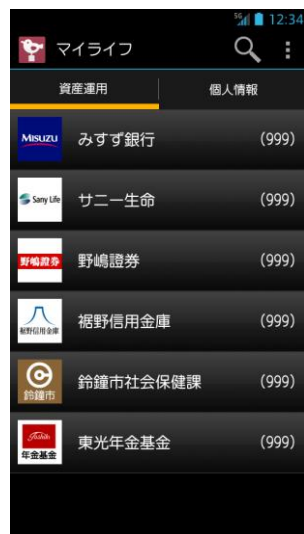 5G 12:34
マイライフ
資産運用 個人情報
MISUZU みすず銀行 (999)
Sany Life サニー生命 (999)
野嶋證券 野嶋證券 (999)
裾野信用金庫 裾野信用金庫 (999)
鈴鐘市 鈴鐘市社会保健課 (999)
Toshin
年金基金 東光年金基金 (999)